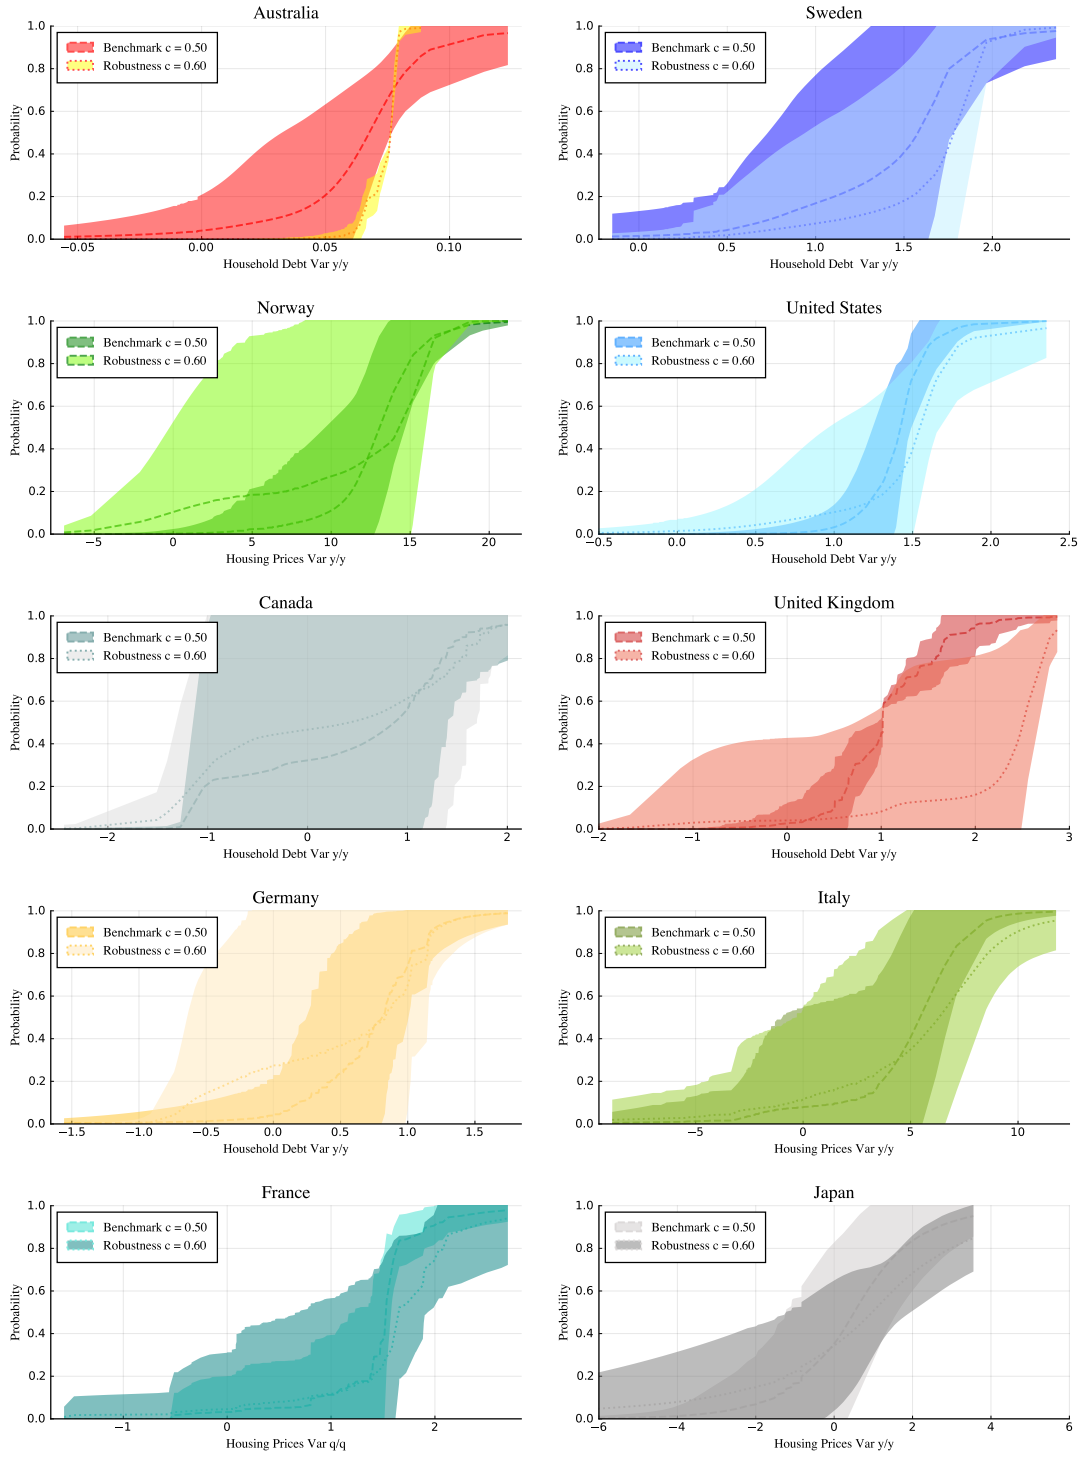 Australia
Benchmark c = 0.50
Robustness c = 0.60
Probability
1.0
0.8
0.6
0.4
0.2
0.0
−0.05 0.00 0.05 0.10
Household Debt Var y/y
Sweden
Benchmark c = 0.50
Robustness c = 0.60
Probability
1.0
0.8
0.6
0.4
0.2
0.0
0.0 0.5 1.0 1.5 2.0
Household Debt  Var y/y
Norway
Benchmark c = 0.50
Robustness c = 0.60
Probability
1.0
0.8
0.6
0.4
0.2
0.0
−5 0 5 10 15 20
Housing Prices Var y/y
United States
Benchmark c = 0.50
Robustness c = 0.60
Probability
1.0
0.8
0.6
0.4
0.2
0.0
−0.5 0.0 0.5 1.0 1.5 2.0 2.5
Household Debt Var y/y
Canada
Benchmark c = 0.50
Robustness c = 0.60
Probability
1.0
0.8
0.6
0.4
0.2
0.0
−2 −1 0 1 2
Household Debt Var y/y
United Kingdom
Benchmark c = 0.50
Robustness c = 0.60
Probability
1.0
0.8
0.6
0.4
0.2
0.0
−2 −1 0 1 2 3
Household Debt Var y/y
Germany
Benchmark c = 0.50
Robustness c = 0.60
Probability
1.0
0.8
0.6
0.4
0.2
0.0
−1.5 −1.0 −0.5 0.0 0.5 1.0 1.5
Household Debt Var y/y
Italy
Benchmark c = 0.50
Robustness c = 0.60
Probability
1.0
0.8
0.6
0.4
0.2
0.0
−5 0 5 10
Housing Prices Var y/y
France
Benchmark c = 0.50
Robustness c = 0.60
Probability
1.0
0.8
0.6
0.4
0.2
0.0
−1 0 1 2
Housing Prices Var q/q
Japan
Benchmark c = 0.50
Robustness c = 0.60
Probability
1.0
0.8
0.6
0.4
0.2
0.0
−6 −4 −2 0 2 4 6
Housing Prices Var y/y